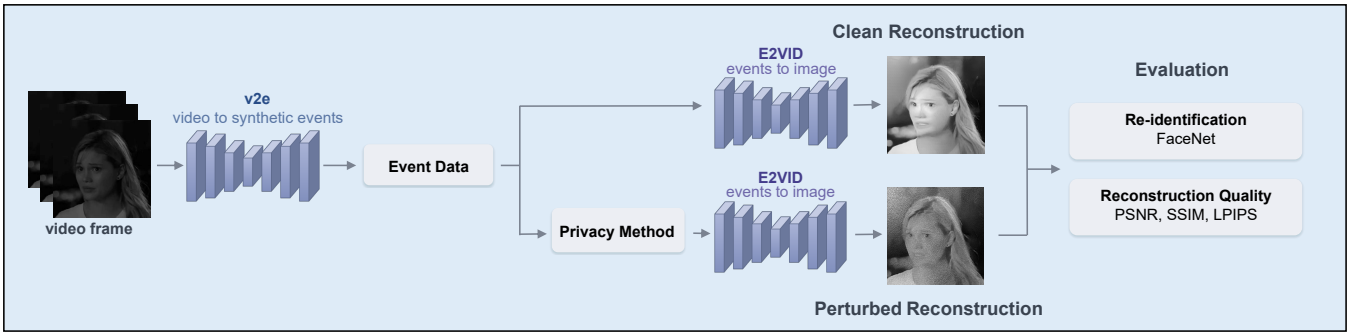 Clean Reconstruction
E2VID
events to image
Evaluation
v2e
video to synthetic events
Re-identification
FaceNet
Event Data
E2VID
events to image
Reconstruction Quality
PSNR, SSIM, LPIPS
video frame
Privacy Method
Perturbed Reconstruction